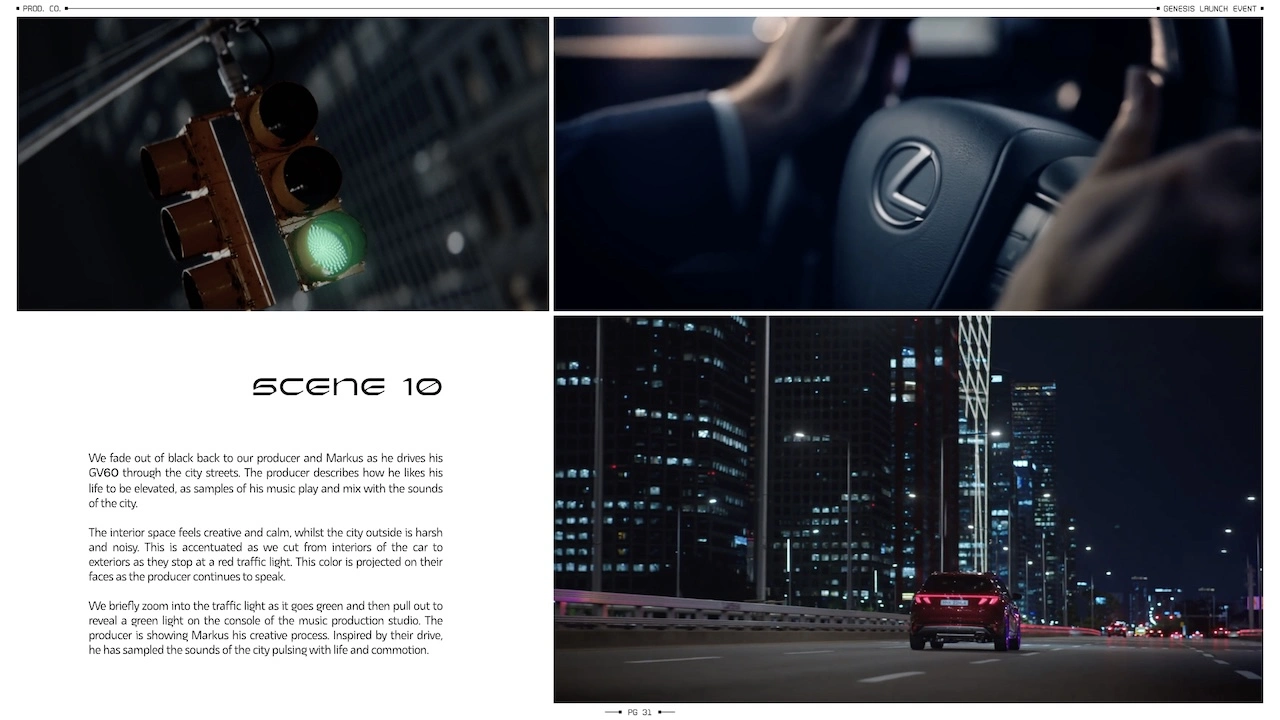 PROD. CO.
GENESIS LAUNCH EVENT
SCENE 10
We fade out of black back to our producer and Markus as he drives his
GV60 through the city streets. The producer describes how he likes his
life to be elevated, as samples of his music play and mix with the sounds
of the city.
The interior space feels creative and calm, whilst the city outside is harsh
and noisy. This is accentuated as we cut from interiors of the car to
exteriors as they stop at a red traffic light. This color is projected on their
faces as the producer continues to speak.
We briefly zoom into the traffic light as it goes green and then pull out to
reveal a green light on the console of the music production studio. The
producer is showing Markus his creative process. Inspired by their drive,
he has sampled the sounds of the city pulsing with life and commotion.
PG 31